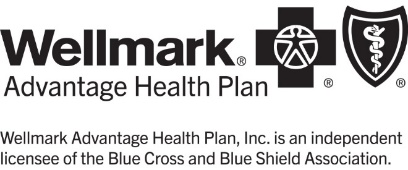 Wellmark®
Advantage Health Plan ® ®
Wellmark Advantage Health Plan, Inc. is an independent
licensee of the Blue Cross and Blue Shield Association.